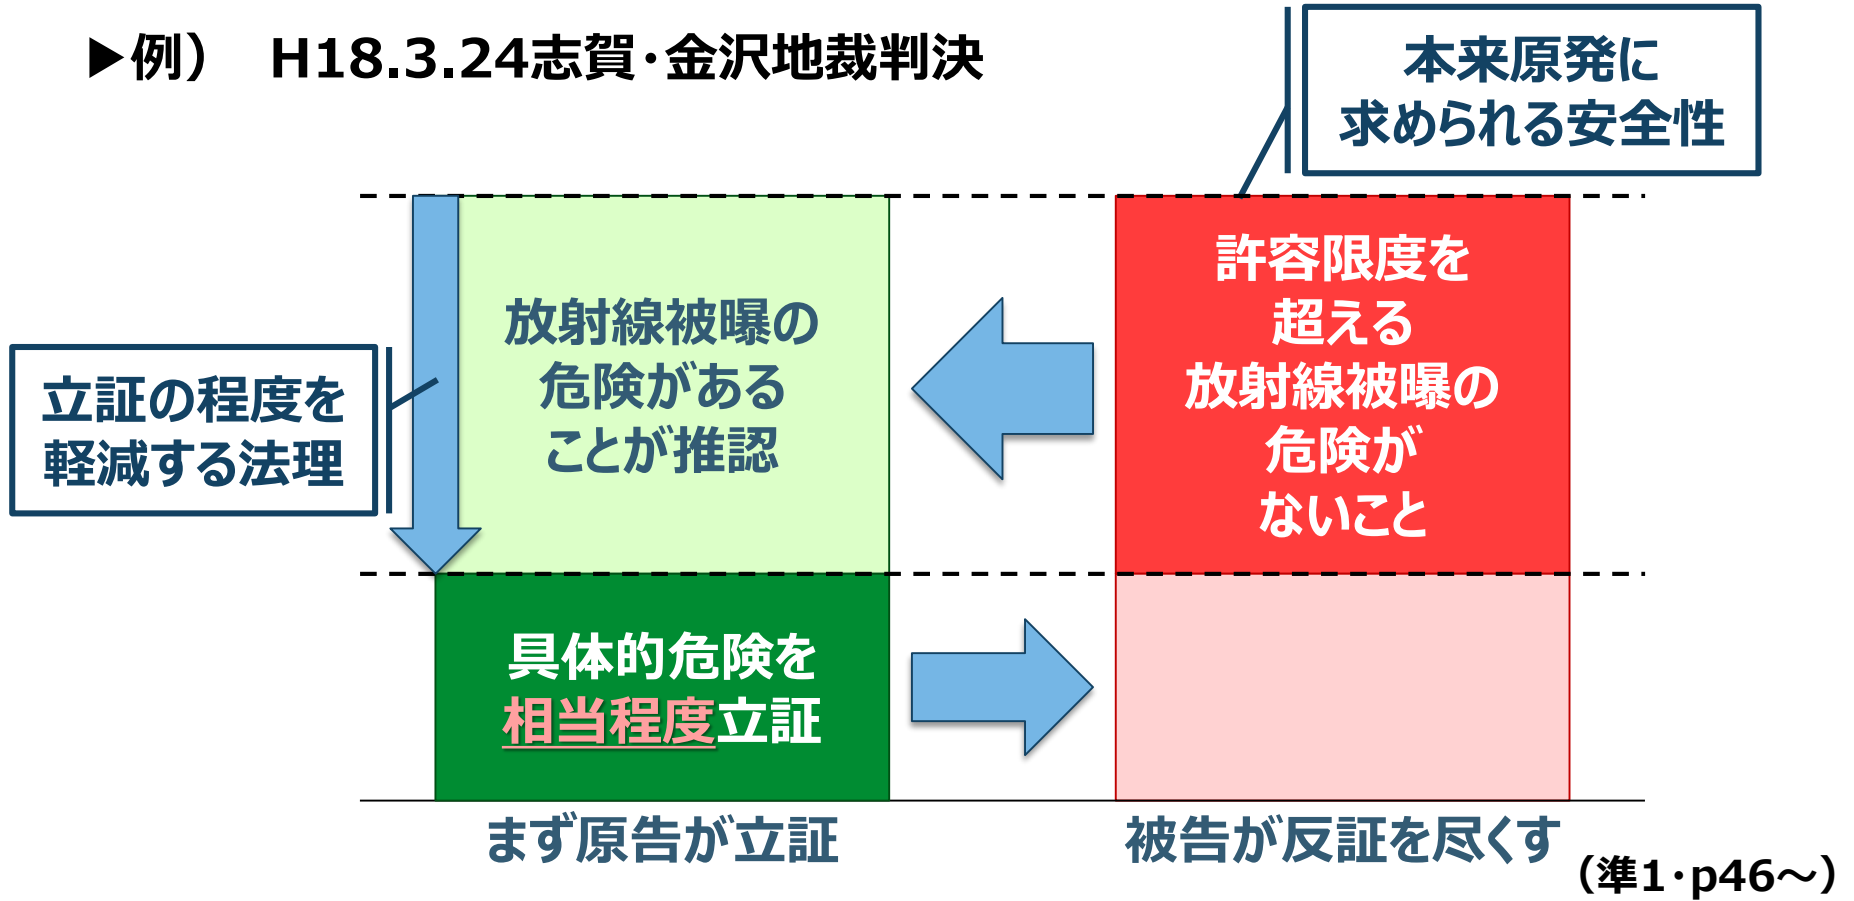 ▶例） H18.3.24志賀・金沢地裁判決
本来原発に
求められる安全性
許容限度を
超える
放射線被曝の
危険が
ないこと
放射線被曝の
危険がある
ことが推認
立証の程度を
軽減する法理
具体的危険を
相当程度立証
まず原告が立証
被告が反証を尽くす
（準1・p46～）